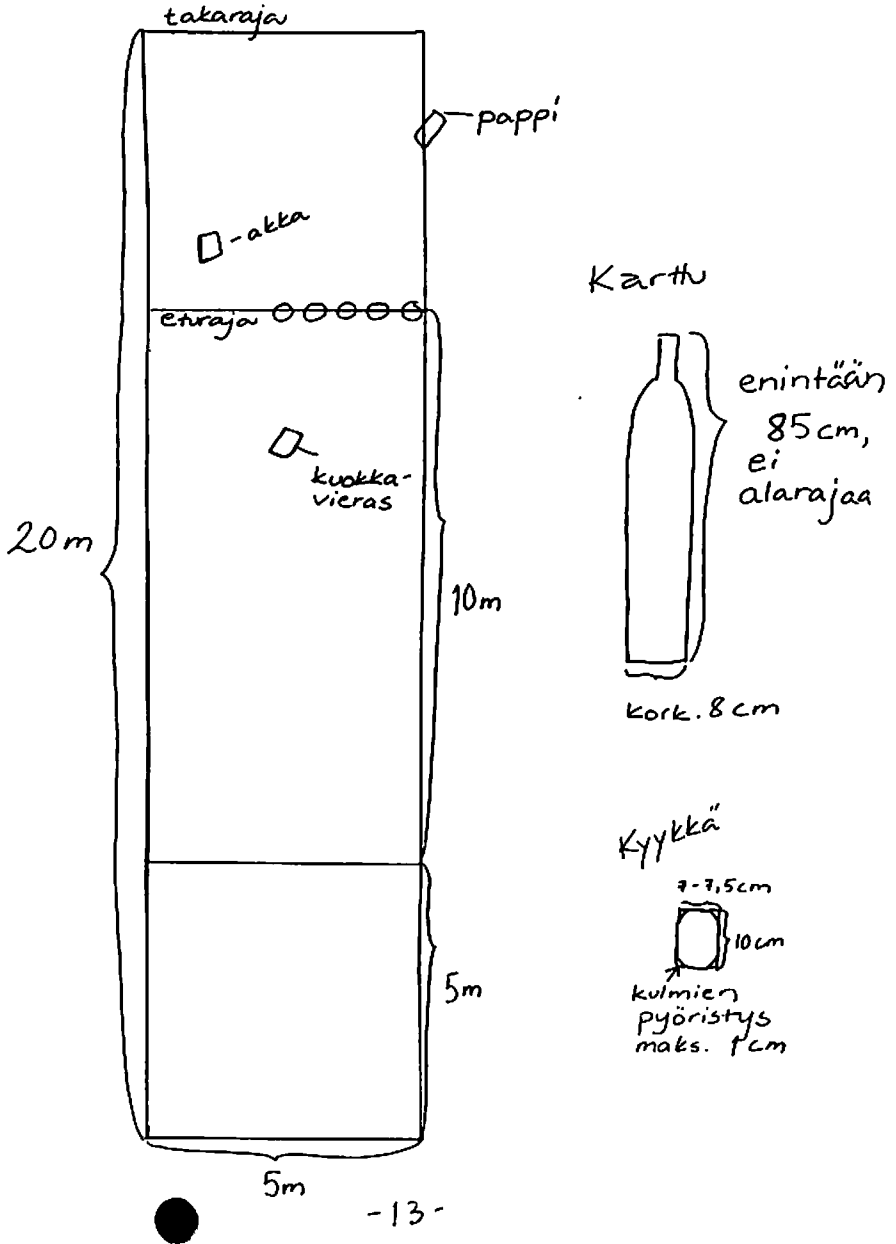 takaraja
pappi
akka
eturaja
kuokka-
vieras
20 m
10 m
5 m
5 m
Karttu
enintään
85 cm,
ei
alarajaa
kork. 8 cm
Kyykkä
7-7,5 cm
10 cm
kulmien
pyöristys
maks. 1 cm
-13-